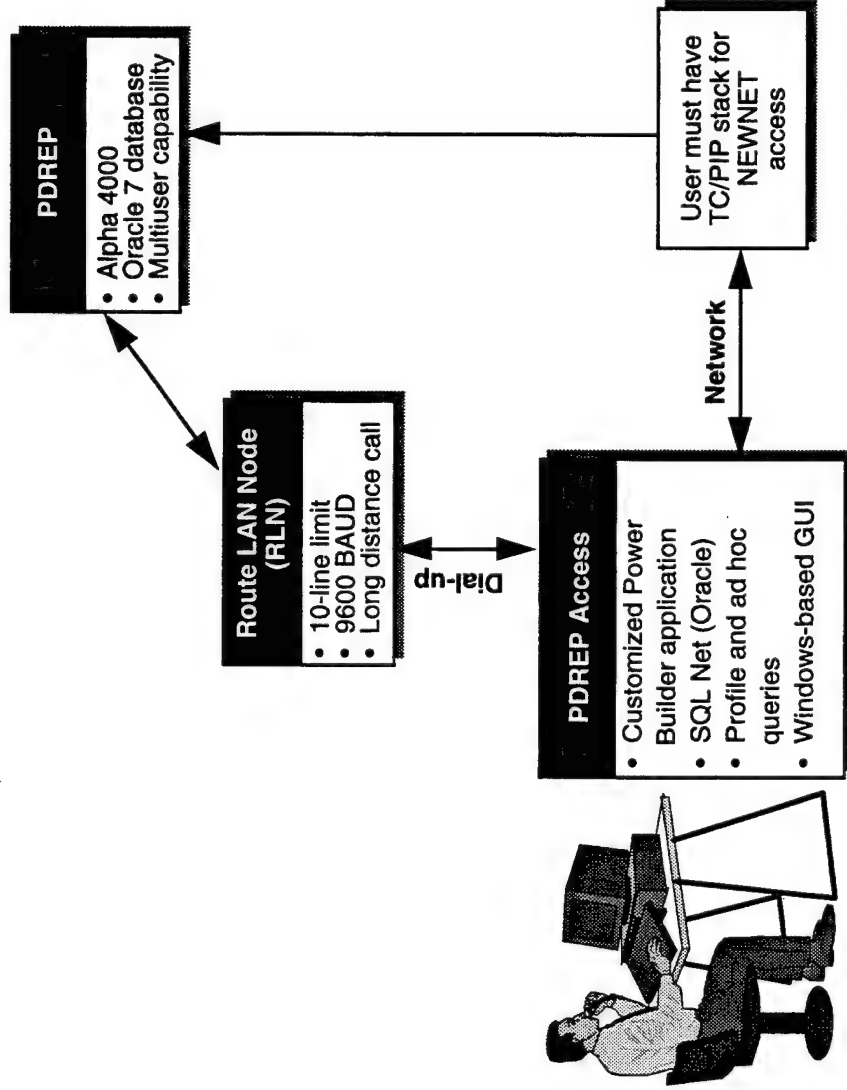 PDREP
• Alpha 4000
• Oracle 7 database
• Multiuser capability
Route LAN Node
(RLN)
• 10-line limit
• 9600 BAUD
• Long distance call
Dial-up
PDREP Access
• Customized Power
Builder application
• SQL Net (Oracle)
• Profile and ad hoc
queries
• Windows-based GUI
Network
User must have
TC/PIP stack for
NEWNET
access